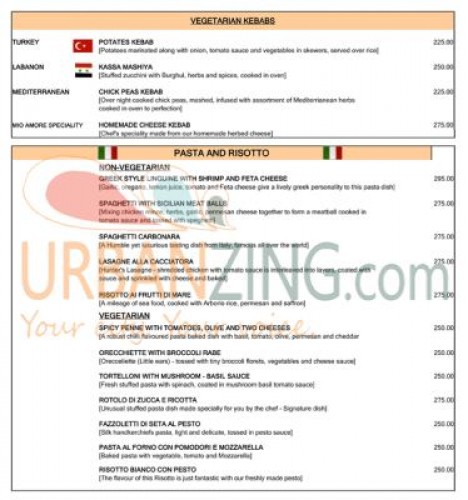 VEGETARIAN KEBABS
TURKEY POTATES KEBAB 225.00
[Potatoes marinated along with onion, tomato sauce and vegetables in skewers, served over rice]
LABANON KASSA MASHIYA 250.00
[Stuffed zucchini with Burghul, herbs and spices, cooked in oven]
MEDITERRANEAN CHICK PEAS KEBAB 225.00
[Over night cooked chick peas, meshed, infused with assortment of Mediterranean herbs
cooked in oven to perfection]
MIO AMORE SPECIALITY HOMEMADE CHEESE KEBAB 275.00
[Chef's speciality made from our homemade herbed cheese]
PASTA AND RISOTTO
NON-VEGETARIAN
GREEK STYLE LINGUINE WITH SHRIMP AND FETA CHEESE 295.00
[Garlic, oregano, lemon juice, tomato and Feta cheese give a lively greek personality to this pasta dish]
SPAGHETTI WITH SICILIAN MEAT BALLS 275.00
[Mixing chicken mince, herbs, garlic, parmesan cheese together to form a meatball cooked in
tomato sauce and tossed with spaghetti]
SPAGHETTI CARBONARA 275.00
[A Humble yet luxurious tasting dish from Italy, famous all over the world]
LASAGNE ALLA CACCIATORA 275.00
[Hunter's Lasagne - shredded chicken with tomato sauce is interleaved into layers, coated with
sauce and sprinkled with cheese and baked]
RISOTTO AI FRUTTI DI MARE 275.00
[A mileage of sea food, cooked with Arborio rice, parmesan and saffron]
URBANZING.com
Your city. Your voice.
VEGETARIAN
SPICY PENNE WITH TOMATOES, OLIVE AND TWO CHEESES 250.00
[A robust chilli flavoured pasta baked dish with basil, tomato, olive, parmesan and cheddar
ORECCHIETTE WITH BROCCOLI RABE 250.00
[Oreccheiette (Little ears) - tossed with tiny broccoli florets, vegetables and cheese sauce]
TORTELLONI WITH MUSHROOM - BASIL SAUCE 250.00
[Fresh stuffed pasta with spinach, coated in mushroom basil tomato sauce]
ROTOLO DI ZUCCA E RICOTTA 275.00
[Unusual stuffed pasta dish made specially for you by the chef - Signature dish]
FAZZOLETTI DI SETA AL PESTO 250.00
[Silk handkerchiefs pasta, light and delicate, tossed in pesto sauce]
PASTA AL FORNO CON POMODORI E MOZZARELLA 250.00
[Baked pasta with vegetable, tomato and Mozzarella]
RISOTTO BIANCO CON PESTO 250.00
[The flavour of this Risotto is just fantastic with our freshly made pesto]